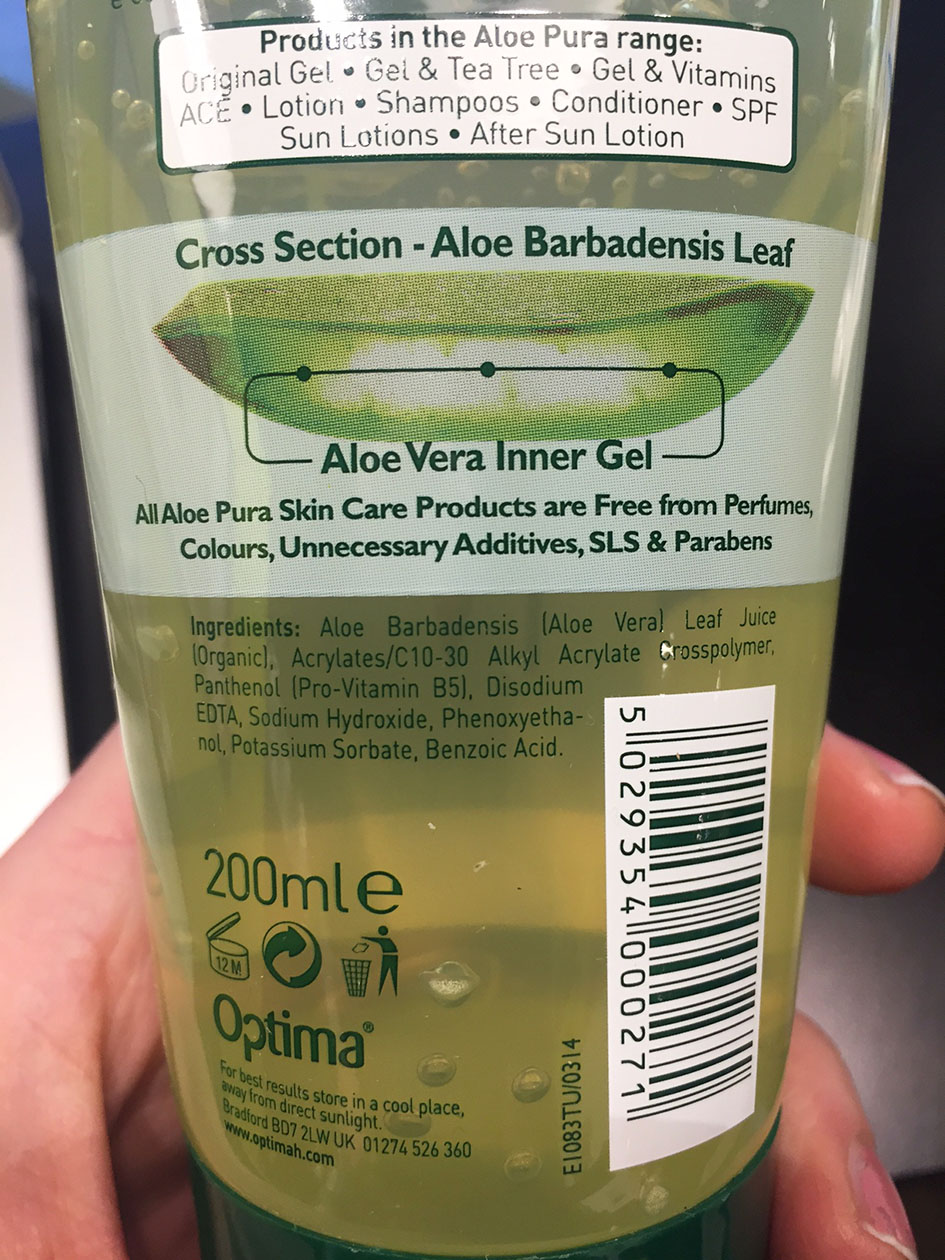 Products in the Aloe Pura range:
Original Gel • Gel & Tea Tree • Gel & Vitamins
ACE • Lotion • Shampoos • Conditioner • SPF
Sun Lotions • After Sun Lotion
Cross Section - Aloe Barbadensis Leaf
Aloe Vera Inner Gel
All Aloe Pura Skin Care Products are Free from Perfumes,
Colours, Unnecessary Additives, SLS & Parabens
Ingredients: Aloe Barbadensis (Aloe Vera) Leaf Juice
(Organic), Acrylates/C10-30 Alkyl Acrylate Crosspolymer,
Panthenol (Pro-Vitamin B5), Disodium
EDTA, Sodium Hydroxide, Phenoxyetha-
nol, Potassium Sorbate, Benzoic Acid.
200ml e
12 M
Optima®
For best results store in a cool place,
away from direct sunlight.
Bradford BD7 2LW UK 01274 526 360
www.optimah.com
E1083TU/0314
5 029354 000271